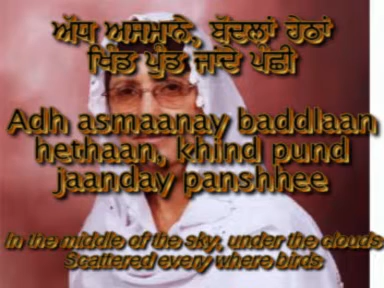 ਅੱਧ ਅਸਮਾਨੇ, ਬੱਦਲਾਂ ਹੇਠਾਂ
ਖਿੰਡ ਪੁੰਡ ਜਾਂਦੇ ਪੰਛੀ
Adh asmaanay baddlaan
hethaan, khind pund
jaanday panshhee
In the middle of the sky, under the clouds
Scattered every where birds